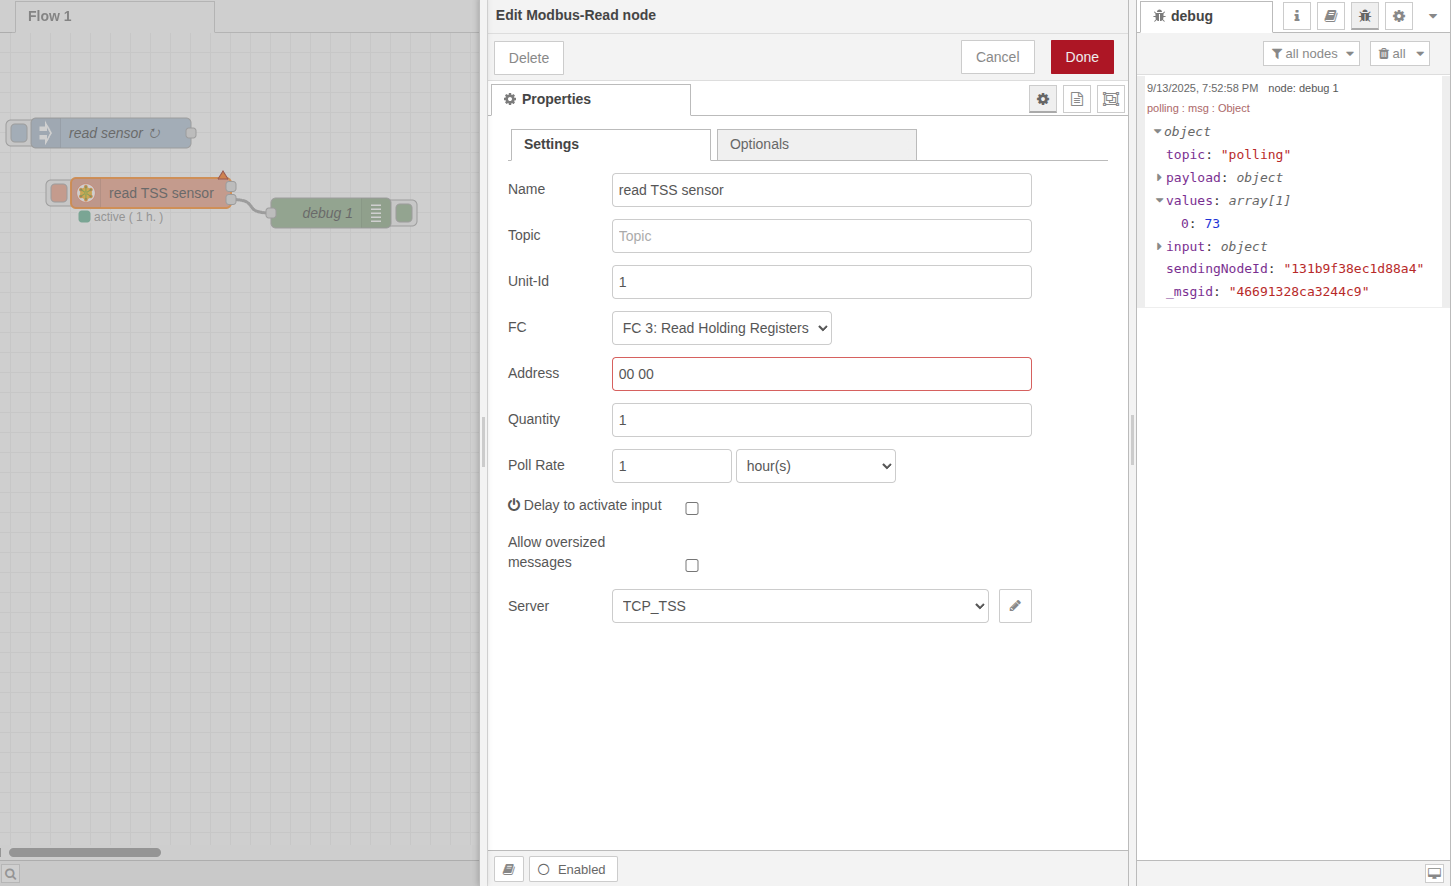 Flow 1
read sensor ↻
read TSS sensor
active ( 1 h. )
debug 1
Edit Modbus-Read node
Delete
Cancel
Done
Properties
Settings
Optionals
Name
read TSS sensor
Topic
Topic
Unit-Id
1
FC
FC 3: Read Holding Registers
Address
00 00
Quantity
1
Poll Rate
1
hour(s)
Delay to activate input
Allow oversized
messages
Server
TCP_TSS
Enabled
debug
i
all nodes
all
9/13/2025, 7:52:58 PM node: debug 1
polling : msg : Object
object
topic: "polling"
payload: object
values: array[1]
0: 73
input: object
sendingNodeId: "131b9f38ec1d88a4"
_msgid: "46691328ca3244c9"